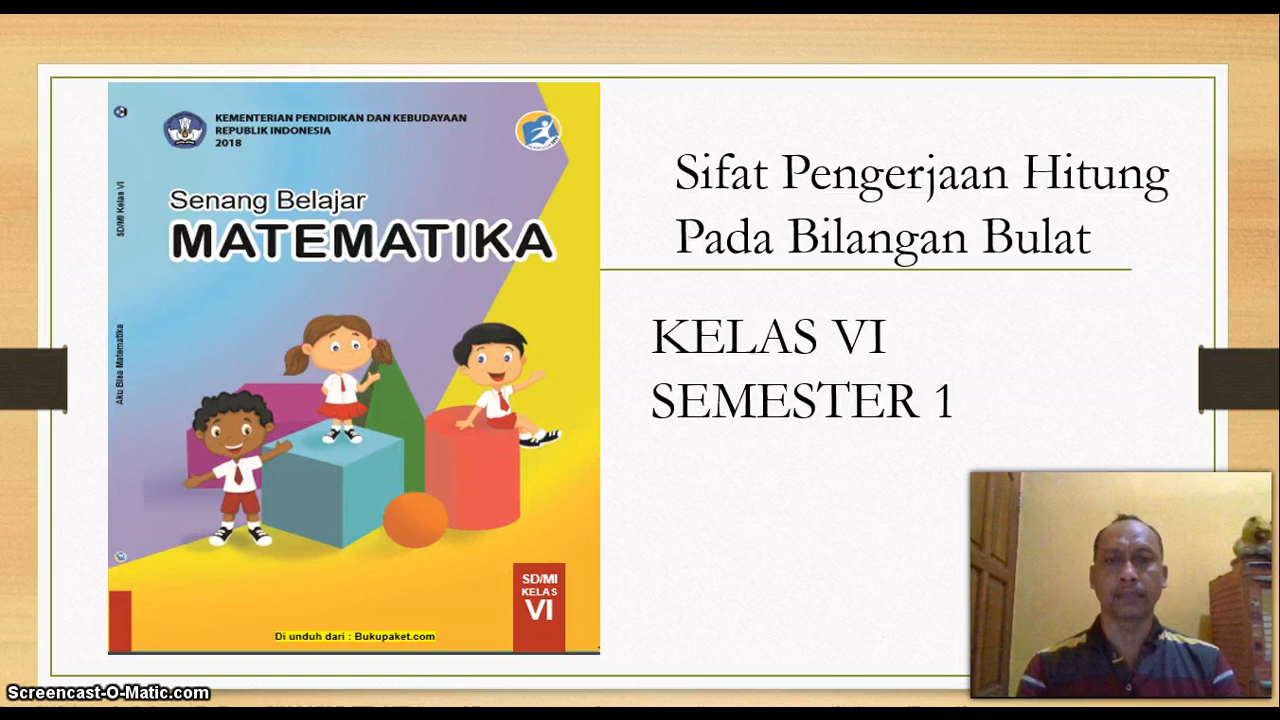 KEMENTERIAN PENDIDIKAN DAN KEBUDAYAAN
REPUBLIK INDONESIA
2018
SD/MI Kelas VI
Senang Belajar
MATEMATIKA
Aku Bisa Matematika
SD/MI
KELAS
VI
Di unduh dari : Bukupaket.com
Sifat Pengerjaan Hitung
Pada Bilangan Bulat
KELAS VI
SEMESTER 1
Screencast-O-Matic.com